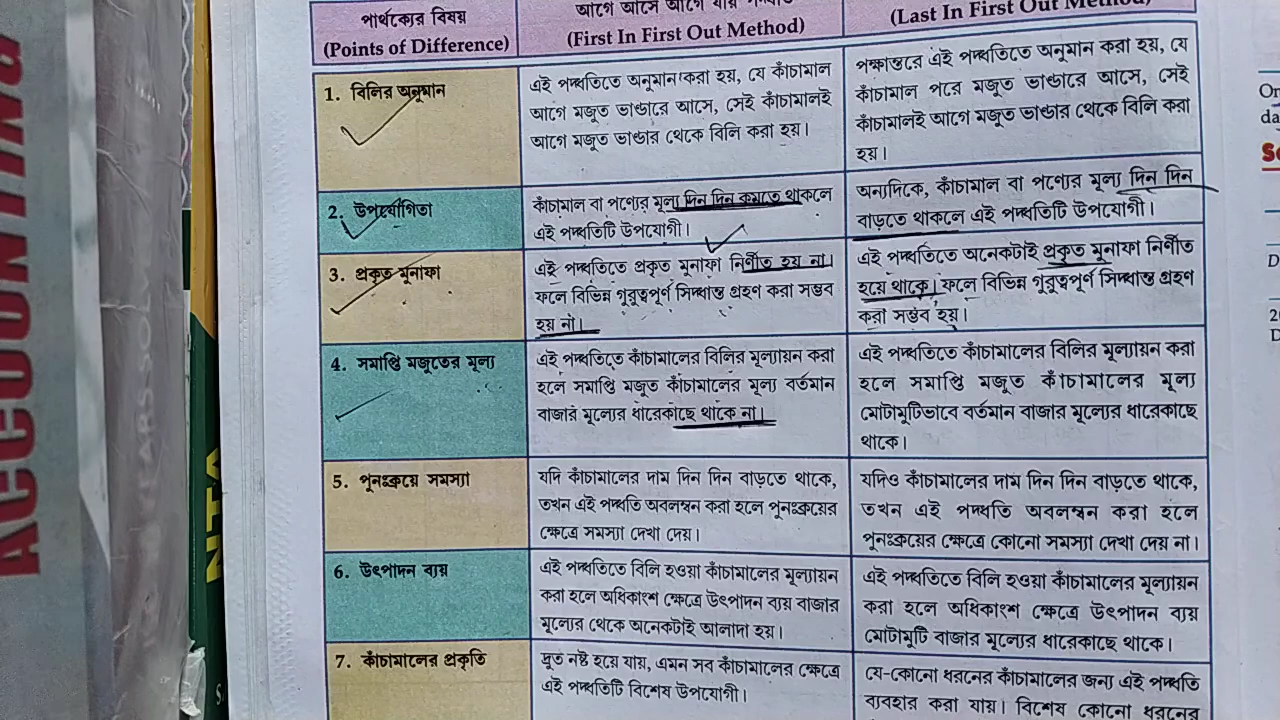 পার্থক্যের বিষয়
(Points of Difference)
আগে আসে আগে যায়
(First In First Out Method)
(Last In First Out Method)
1. বিলির অনুমান
এই পদ্ধতিতে অনুমান করা হয়, যে কাঁচামাল
আগে মজুত ভাণ্ডারে আসে, সেই কাঁচামালই
আগে মজুত ভাণ্ডার থেকে বিলি করা হয়।
পক্ষান্তরে এই পদ্ধতিতে অনুমান করা হয়, যে
কাঁচামাল পরে মজুত ভাণ্ডারে আসে, সেই
কাঁচামালই আগে মজুত ভাণ্ডার থেকে বিলি করা
হয়।
2. উপযোগিতা
কাঁচামাল বা পণ্যের মূল্য দিন দিন কমতে থাকলে
এই পদ্ধতিটি উপযোগী।
অন্যদিকে, কাঁচামাল বা পণ্যের মূল্য দিন দিন
বাড়তে থাকলে এই পদ্ধতিটি উপযোগী।
3. প্রকৃত মুনাফা
এই পদ্ধতিতে প্রকৃত মুনাফা নির্ণীত হয় না।
ফলে বিভিন্ন গুরুত্বপূর্ণ সিদ্ধান্ত গ্রহণ করা সম্ভব
হয় না।
এই পদ্ধতিতে অনেকটাই প্রকৃত মুনাফা নির্ণীত
হয়ে থাকে। ফলে বিভিন্ন গুরুত্বপূর্ণ সিদ্ধান্ত গ্রহণ
করা সম্ভব হয়।
4. সমাপ্তি মজুতের মূল্য
এই পদ্ধতিতে কাঁচামালের বিলির মূল্যায়ন করা
হলে সমাপ্তি মজুত কাঁচামালের মূল্য বর্তমান
বাজার মূল্যের ধারেকাছে থাকে না।
এই পদ্ধতিতে কাঁচামালের বিলির মূল্যায়ন করা
হলে সমাপ্তি মজুত কাঁচামালের মূল্য
মোটামুটিভাবে বর্তমান বাজার মূল্যের ধারেকাছে
থাকে।
5. পুনঃক্রয়ে সমস্যা
যদি কাঁচামালের দাম দিন দিন বাড়তে থাকে,
তখন এই পদ্ধতি অবলম্বন করা হলে পুনঃক্রয়ের
ক্ষেত্রে সমস্যা দেখা দেয়।
যদিও কাঁচামালের দাম দিন দিন বাড়তে থাকে,
তখন এই পদ্ধতি অবলম্বন করা হলে
পুনঃক্রয়ের ক্ষেত্রে কোনো সমস্যা দেখা দেয় না।
6. উৎপাদন ব্যয়
এই পদ্ধতিতে বিলি হওয়া কাঁচামালের মূল্যায়ন
করা হলে অধিকাংশ ক্ষেত্রে উৎপাদন ব্যয় বাজার
মূল্যের থেকে অনেকটাই আলাদা হয়।
এই পদ্ধতিতে বিলি হওয়া কাঁচামালের মূল্যায়ন
করা হলে অধিকাংশ ক্ষেত্রে উৎপাদন ব্যয়
মোটামুটি বাজার মূল্যের ধারেকাছে থাকে।
7. কাঁচামালের প্রকৃতি
দ্রুত নষ্ট হয়ে যায়, এমন সব কাঁচামালের ক্ষেত্রে
এই পদ্ধতিটি বিশেষ উপযোগী।
যে-কোনো ধরনের কাঁচামালের জন্য এই পদ্ধতি
ব্যবহার করা যায়। বিশেষ কোনো ধরনের
ACCOUNTING
NTA